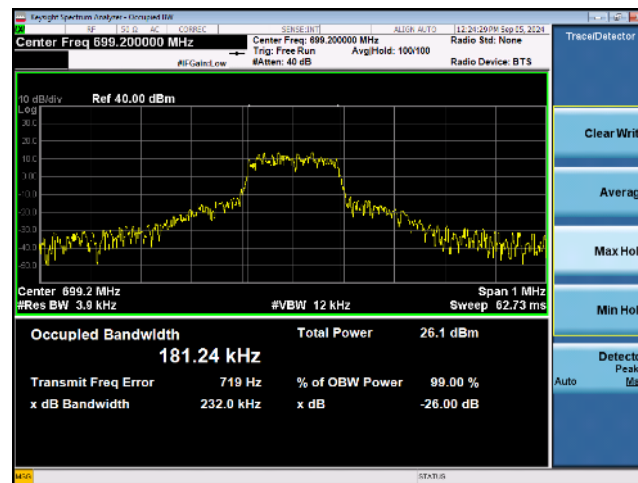 Keysight Spectrum Analyzer - Occupied BW
RF 50 Ω AC CORREC SENSE:INT ALIGN AUTO 12:24:29 PM Sep 05, 2024
Center Freq 699.200000 MHz
Center Freq: 699.200000 MHz
Radio Std: None
Trig: Free Run Avg|Hold: 100/100
#IFGain:Low #Atten: 40 dB Radio Device: BTS
Trace/Detector
10 dB/div Ref 40.00 dBm
Log
30.0
20.0
10.0
0.00
-10.0
-20.0
-30.0
-40.0
-50.0
Clear Writ
Averag
Max Hol
Min Hol
Detecto
Peak
Auto Ma
Center 699.2 MHz Span 1 MHz
#Res BW 3.9 kHz #VBW 12 kHz Sweep 62.73 ms
Occupied Bandwidth Total Power 26.1 dBm
181.24 kHz
Transmit Freq Error 719 Hz % of OBW Power 99.00 %
x dB Bandwidth 232.0 kHz x dB -26.00 dB
MSG STATUS